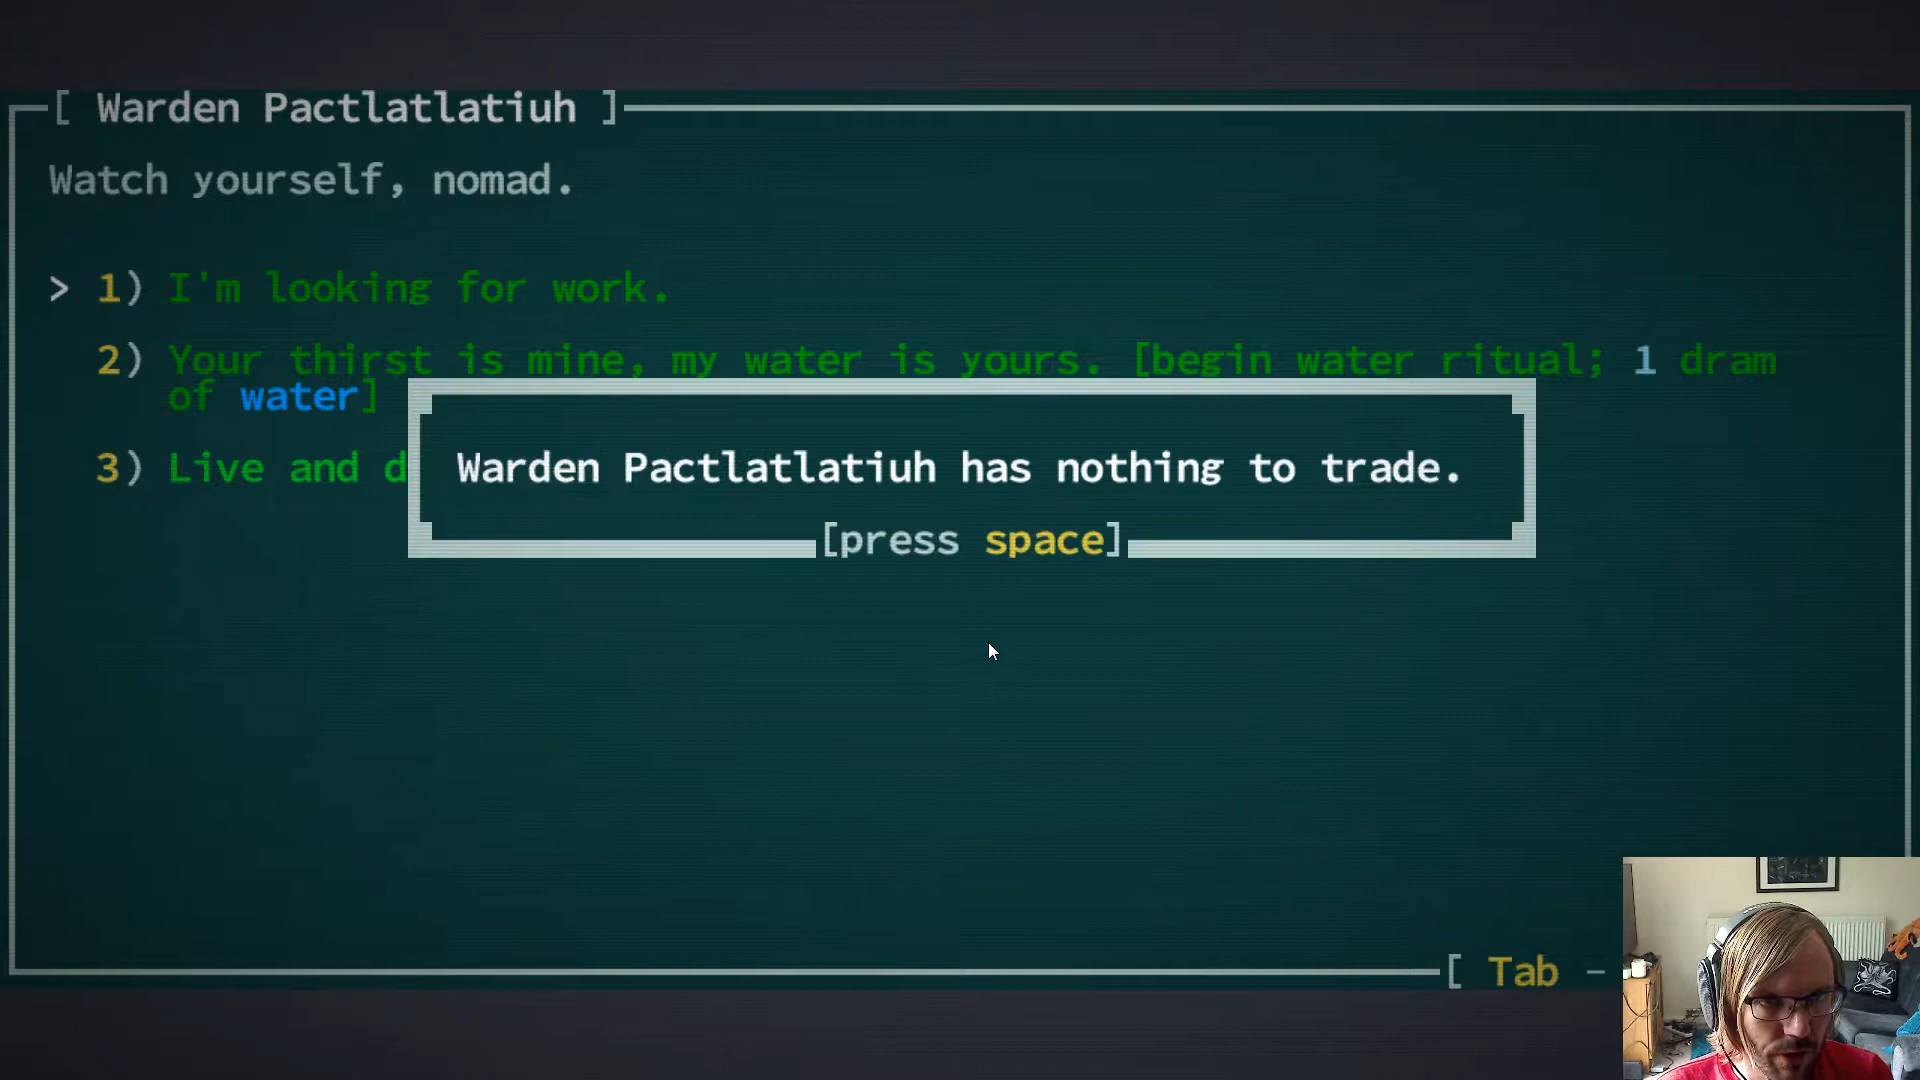 [ Warden Pactlatlatiuh ]
Watch yourself, nomad.
> 1) I'm looking for work.
2) Your thirst is mine, my water is yours. [begin water ritual; 1 dram
of water]
3) Live and d
Warden Pactlatlatiuh has nothing to trade.
[press space]
[ Tab -